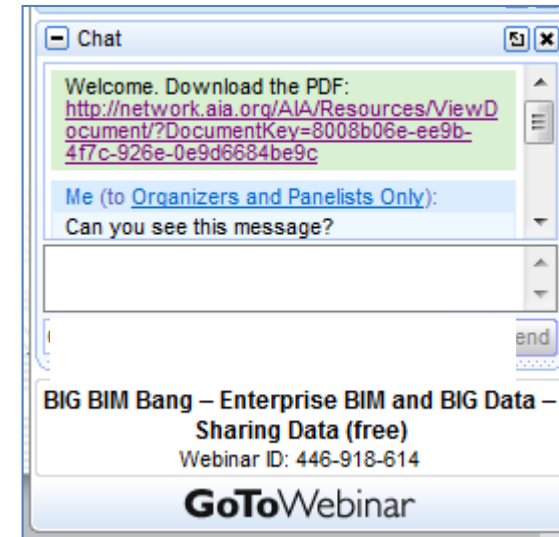 Chat
Welcome. Download the PDF:
http://network.aia.org/AIA/Resources/ViewD
ocument/?DocumentKey=8008b06e-ee9b-
4f7c-926e-0e9d6684be9c
Me (to Organizers and Panelists Only):
Can you see this message?
end
BIG BIM Bang – Enterprise BIM and BIG Data –
Sharing Data (free)
Webinar ID: 446-918-614
GoToWebinar